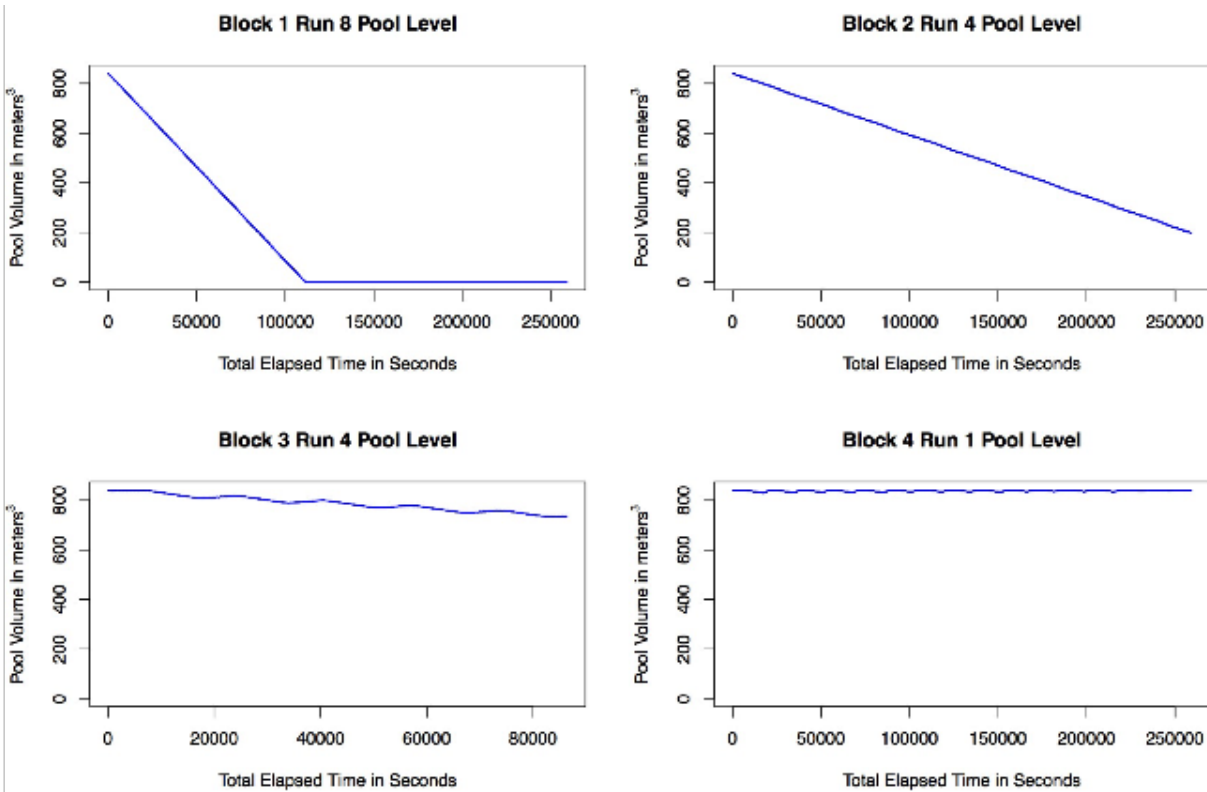 Block 1 Run 8 Pool Level
Pool Volume in meters³
800
600
400
200
0
0 50000 100000 150000 200000 250000
Total Elapsed Time in Seconds
Block 2 Run 4 Pool Level
Pool Volume in meters³
800
600
400
200
0
0 50000 100000 150000 200000 250000
Total Elapsed Time in Seconds
Block 3 Run 4 Pool Level
Pool Volume in meters³
800
600
400
200
0
0 20000 40000 60000 80000
Total Elapsed Time in Seconds
Block 4 Run 1 Pool Level
Pool Volume in meters³
800
600
400
200
0
0 50000 100000 150000 200000 250000
Total Elapsed Time in Seconds